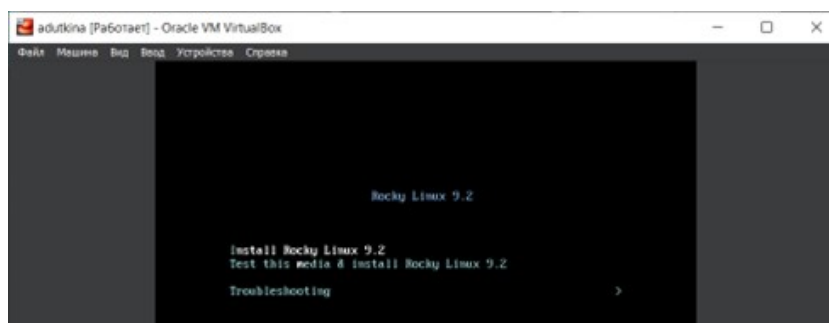 adutkina [Работает] - Oracle VM VirtualBox
Файл Машина Вид Ввод Устройства Справка
Rocky Linux 9.2
Install Rocky Linux 9.2
Test this media & install Rocky Linux 9.2
Troubleshooting >